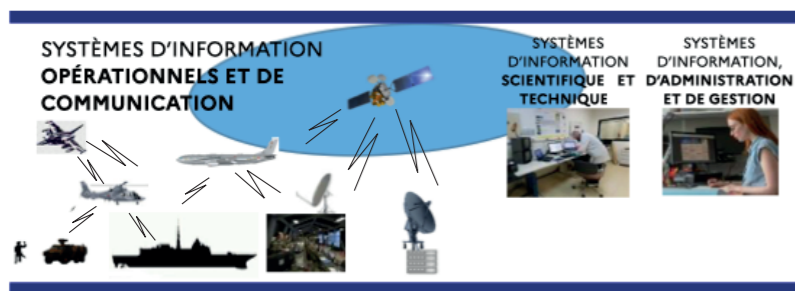 SYSTÈMES D'INFORMATION
OPÉRATIONNELS ET DE
COMMUNICATION
SYSTÈMES
D'INFORMATION
SCIENTIFIQUE ET
TECHNIQUE
SYSTÈMES
D'INFORMATION,
D'ADMINISTRATION
ET DE GESTION